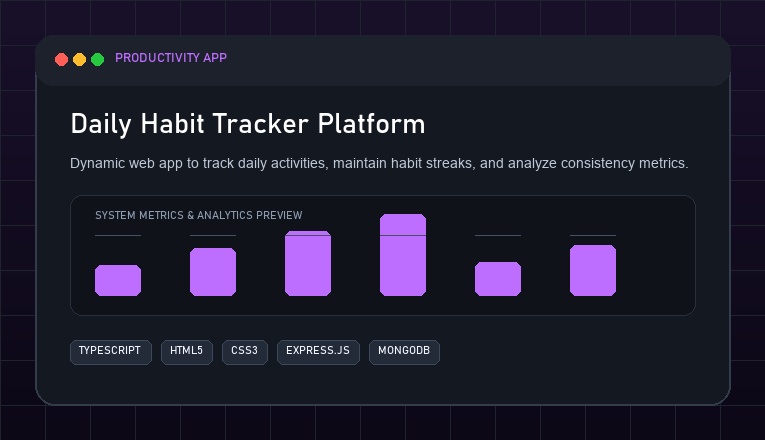 PRODUCTIVITY APP
Daily Habit Tracker Platform
Dynamic web app to track daily activities, maintain habit streaks, and analyze consistency metrics.
SYSTEM METRICS & ANALYTICS PREVIEW
TYPESCRIPT HTML5 CSS3 EXPRESS.JS MONGODB